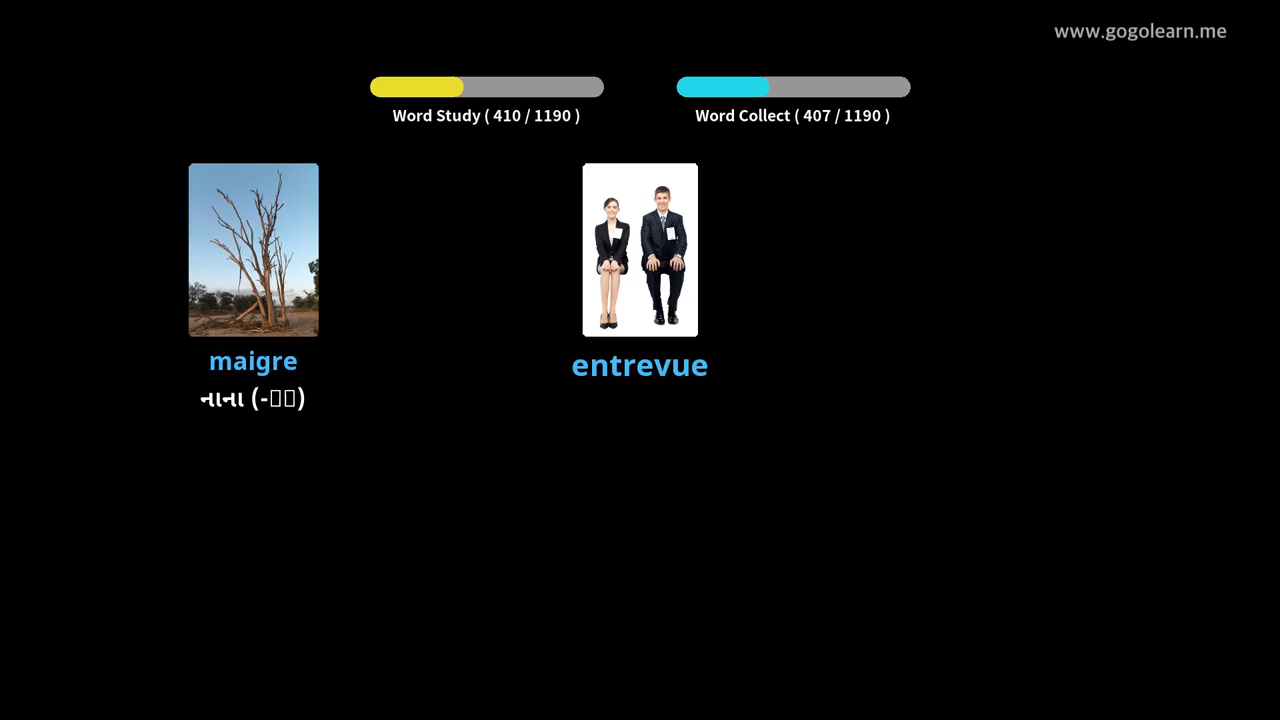 www.gogolearn.me
Word Study ( 410 / 1190 )
Word Collect ( 407 / 1190 )
maigre
નાના (-▯▯)
entrevue